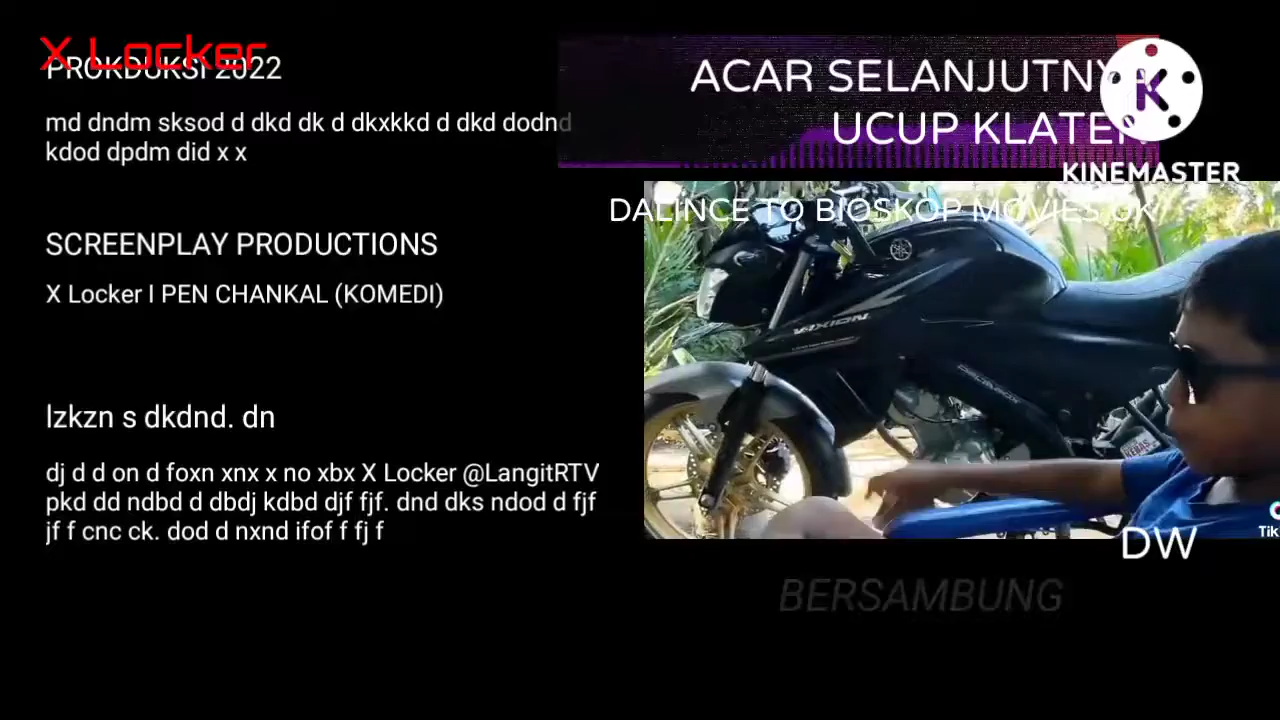 X Locker
PROKDUKSI 2022
md dndm sksod d dkd dk d dkxkkd d dkd dodnd
kdod dpdm did x x
SCREENPLAY PRODUCTIONS
X Locker I PEN CHANKAL (KOMEDI)
lzkzn s dkdnd. dn
dj d d on d foxn xnx x no xbx X Locker @LangitRTV
pkd dd ndbd d dbdj kdbd djf fjf. dnd dks ndod d fjf
jf f cnc ck. dod d nxnd ifof f fj f
ACAR SELANJUTNYA
UCUP KLATEN
K
KINEMASTER
DALINCE TO BIOSKOP MOVIES OK
VIXION
Tik
DW
BERSAMBUNG